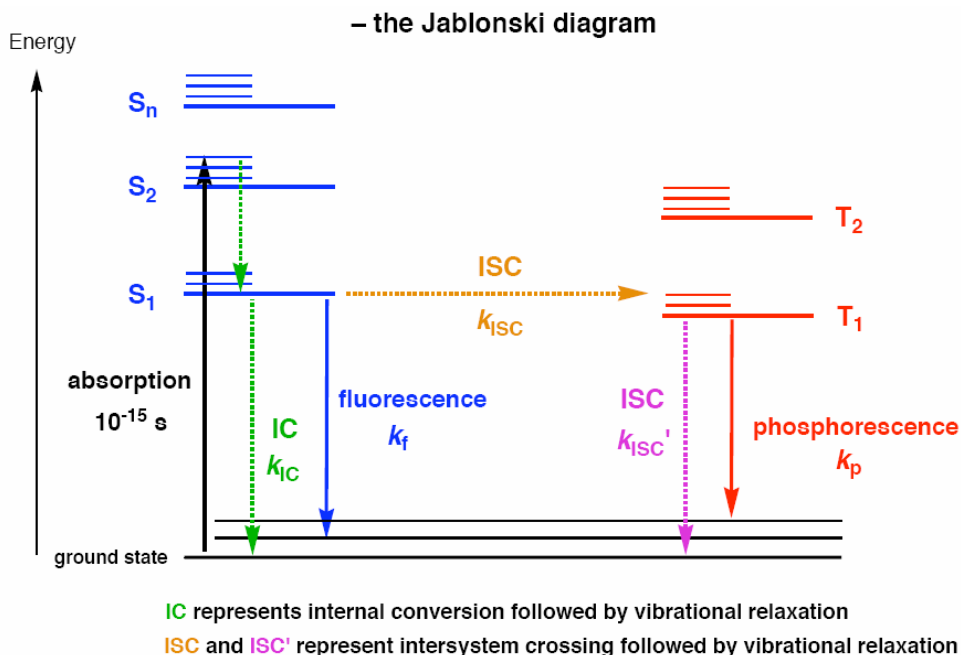 – the Jablonski diagram
Energy
Sn
S2
T2
S1
ISC
kISC
T1
absorption
10-15 s
fluorescence
kf
IC
kIC
ISC
kISC'
phosphorescence
kp
ground state
IC represents internal conversion followed by vibrational relaxation
ISC and ISC' represent intersystem crossing followed by vibrational relaxation